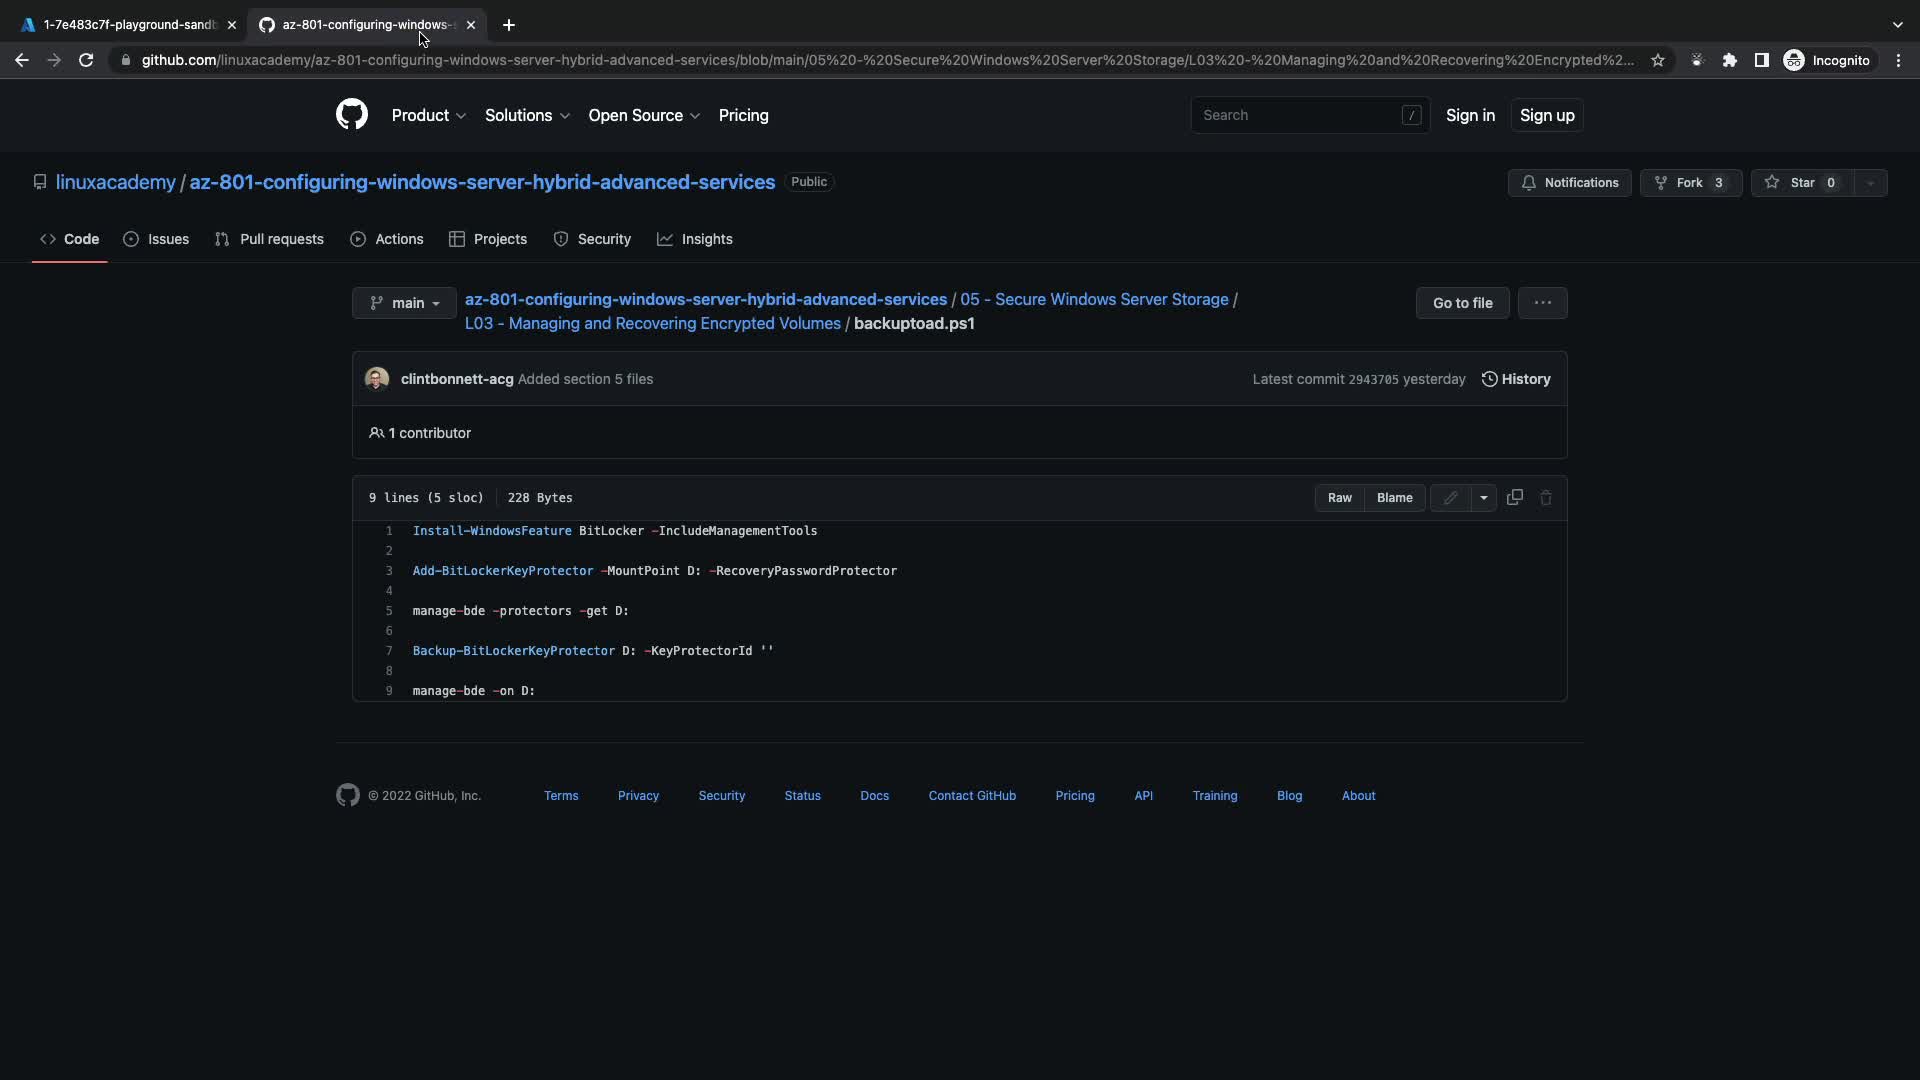 1-7e483c7f-playground-sandb
az-801-configuring-windows-s
github.com/linuxacademy/az-801-configuring-windows-server-hybrid-advanced-services/blob/main/05%20-%20Secure%20Windows%20Server%20Storage/L03%20-%20Managing%20and%20Recovering%20Encrypted%2...
Incognito
Product
Solutions
Open Source
Pricing
Search
/
Sign in
Sign up
linuxacademy / az-801-configuring-windows-server-hybrid-advanced-services
Public
Notifications
Fork 3
Star 0
Code
Issues
Pull requests
Actions
Projects
Security
Insights
main
az-801-configuring-windows-server-hybrid-advanced-services / 05 - Secure Windows Server Storage /
L03 - Managing and Recovering Encrypted Volumes / backuptoad.ps1
Go to file
clintbonnett-acg Added section 5 files
Latest commit 2943705 yesterday
History
1 contributor
9 lines (5 sloc)
228 Bytes
Raw
Blame
1 Install-WindowsFeature BitLocker -IncludeManagementTools
2
3 Add-BitLockerKeyProtector -MountPoint D: -RecoveryPasswordProtector
4
5 manage-bde -protectors -get D:
6
7 Backup-BitLockerKeyProtector D: -KeyProtectorId ''
8
9 manage-bde -on D:
© 2022 GitHub, Inc.
Terms
Privacy
Security
Status
Docs
Contact GitHub
Pricing
API
Training
Blog
About